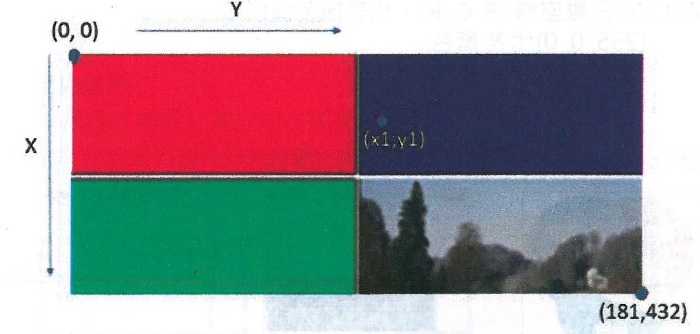 Y
(0, 0)
X
(x1,y1)
(181,432)